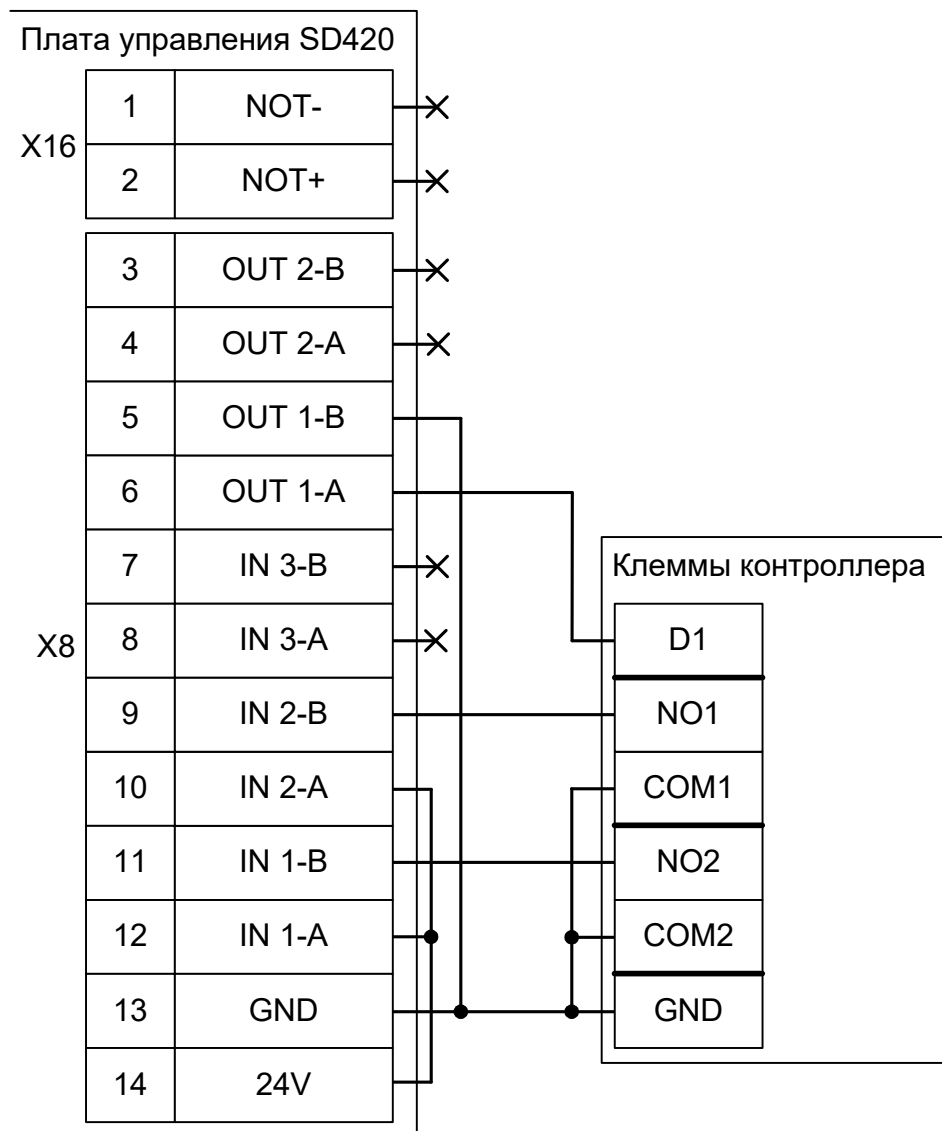 Плата управления SD420
X16
1 NOT-
2 NOT+
3 OUT 2-B
4 OUT 2-A
5 OUT 1-B
6 OUT 1-A
7 IN 3-B
X8
8 IN 3-A
9 IN 2-B
10 IN 2-A
11 IN 1-B
12 IN 1-A
13 GND
14 24V
Клеммы контроллера
D1
NO1
COM1
NO2
COM2
GND